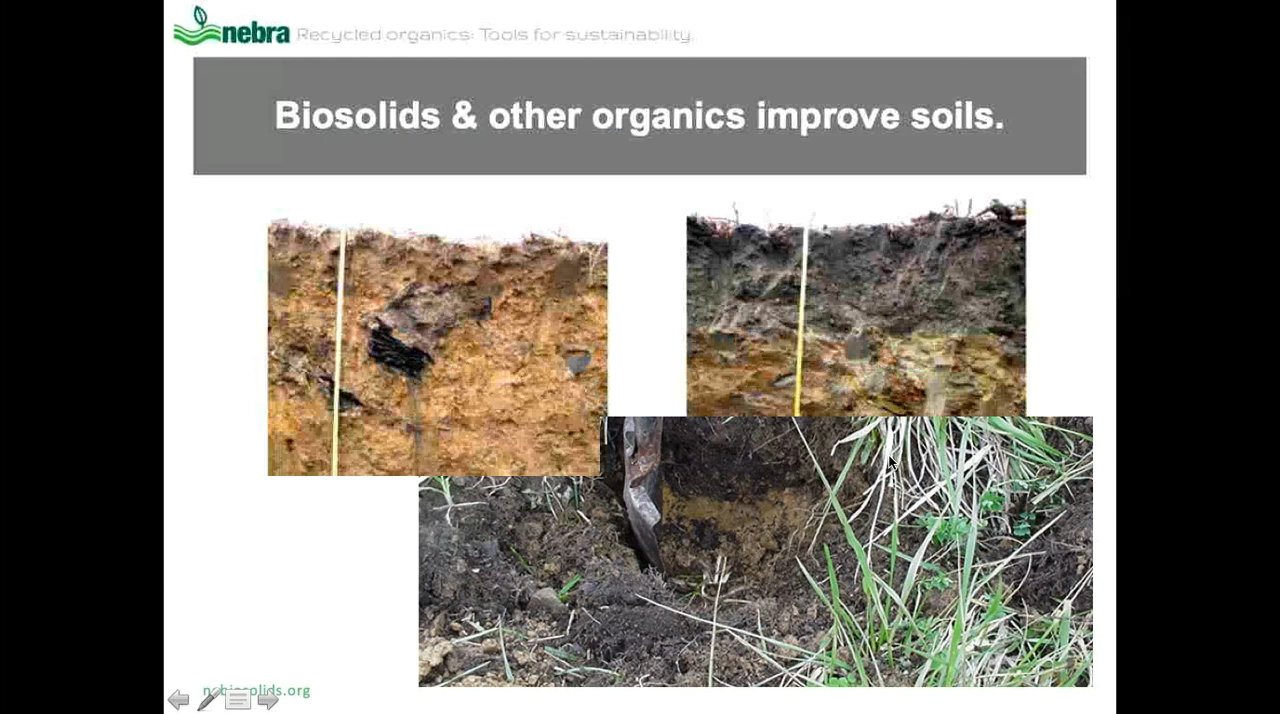 nebra Recycled organics: Tools for sustainability.
Biosolids & other organics improve soils.
nebiosolids.org